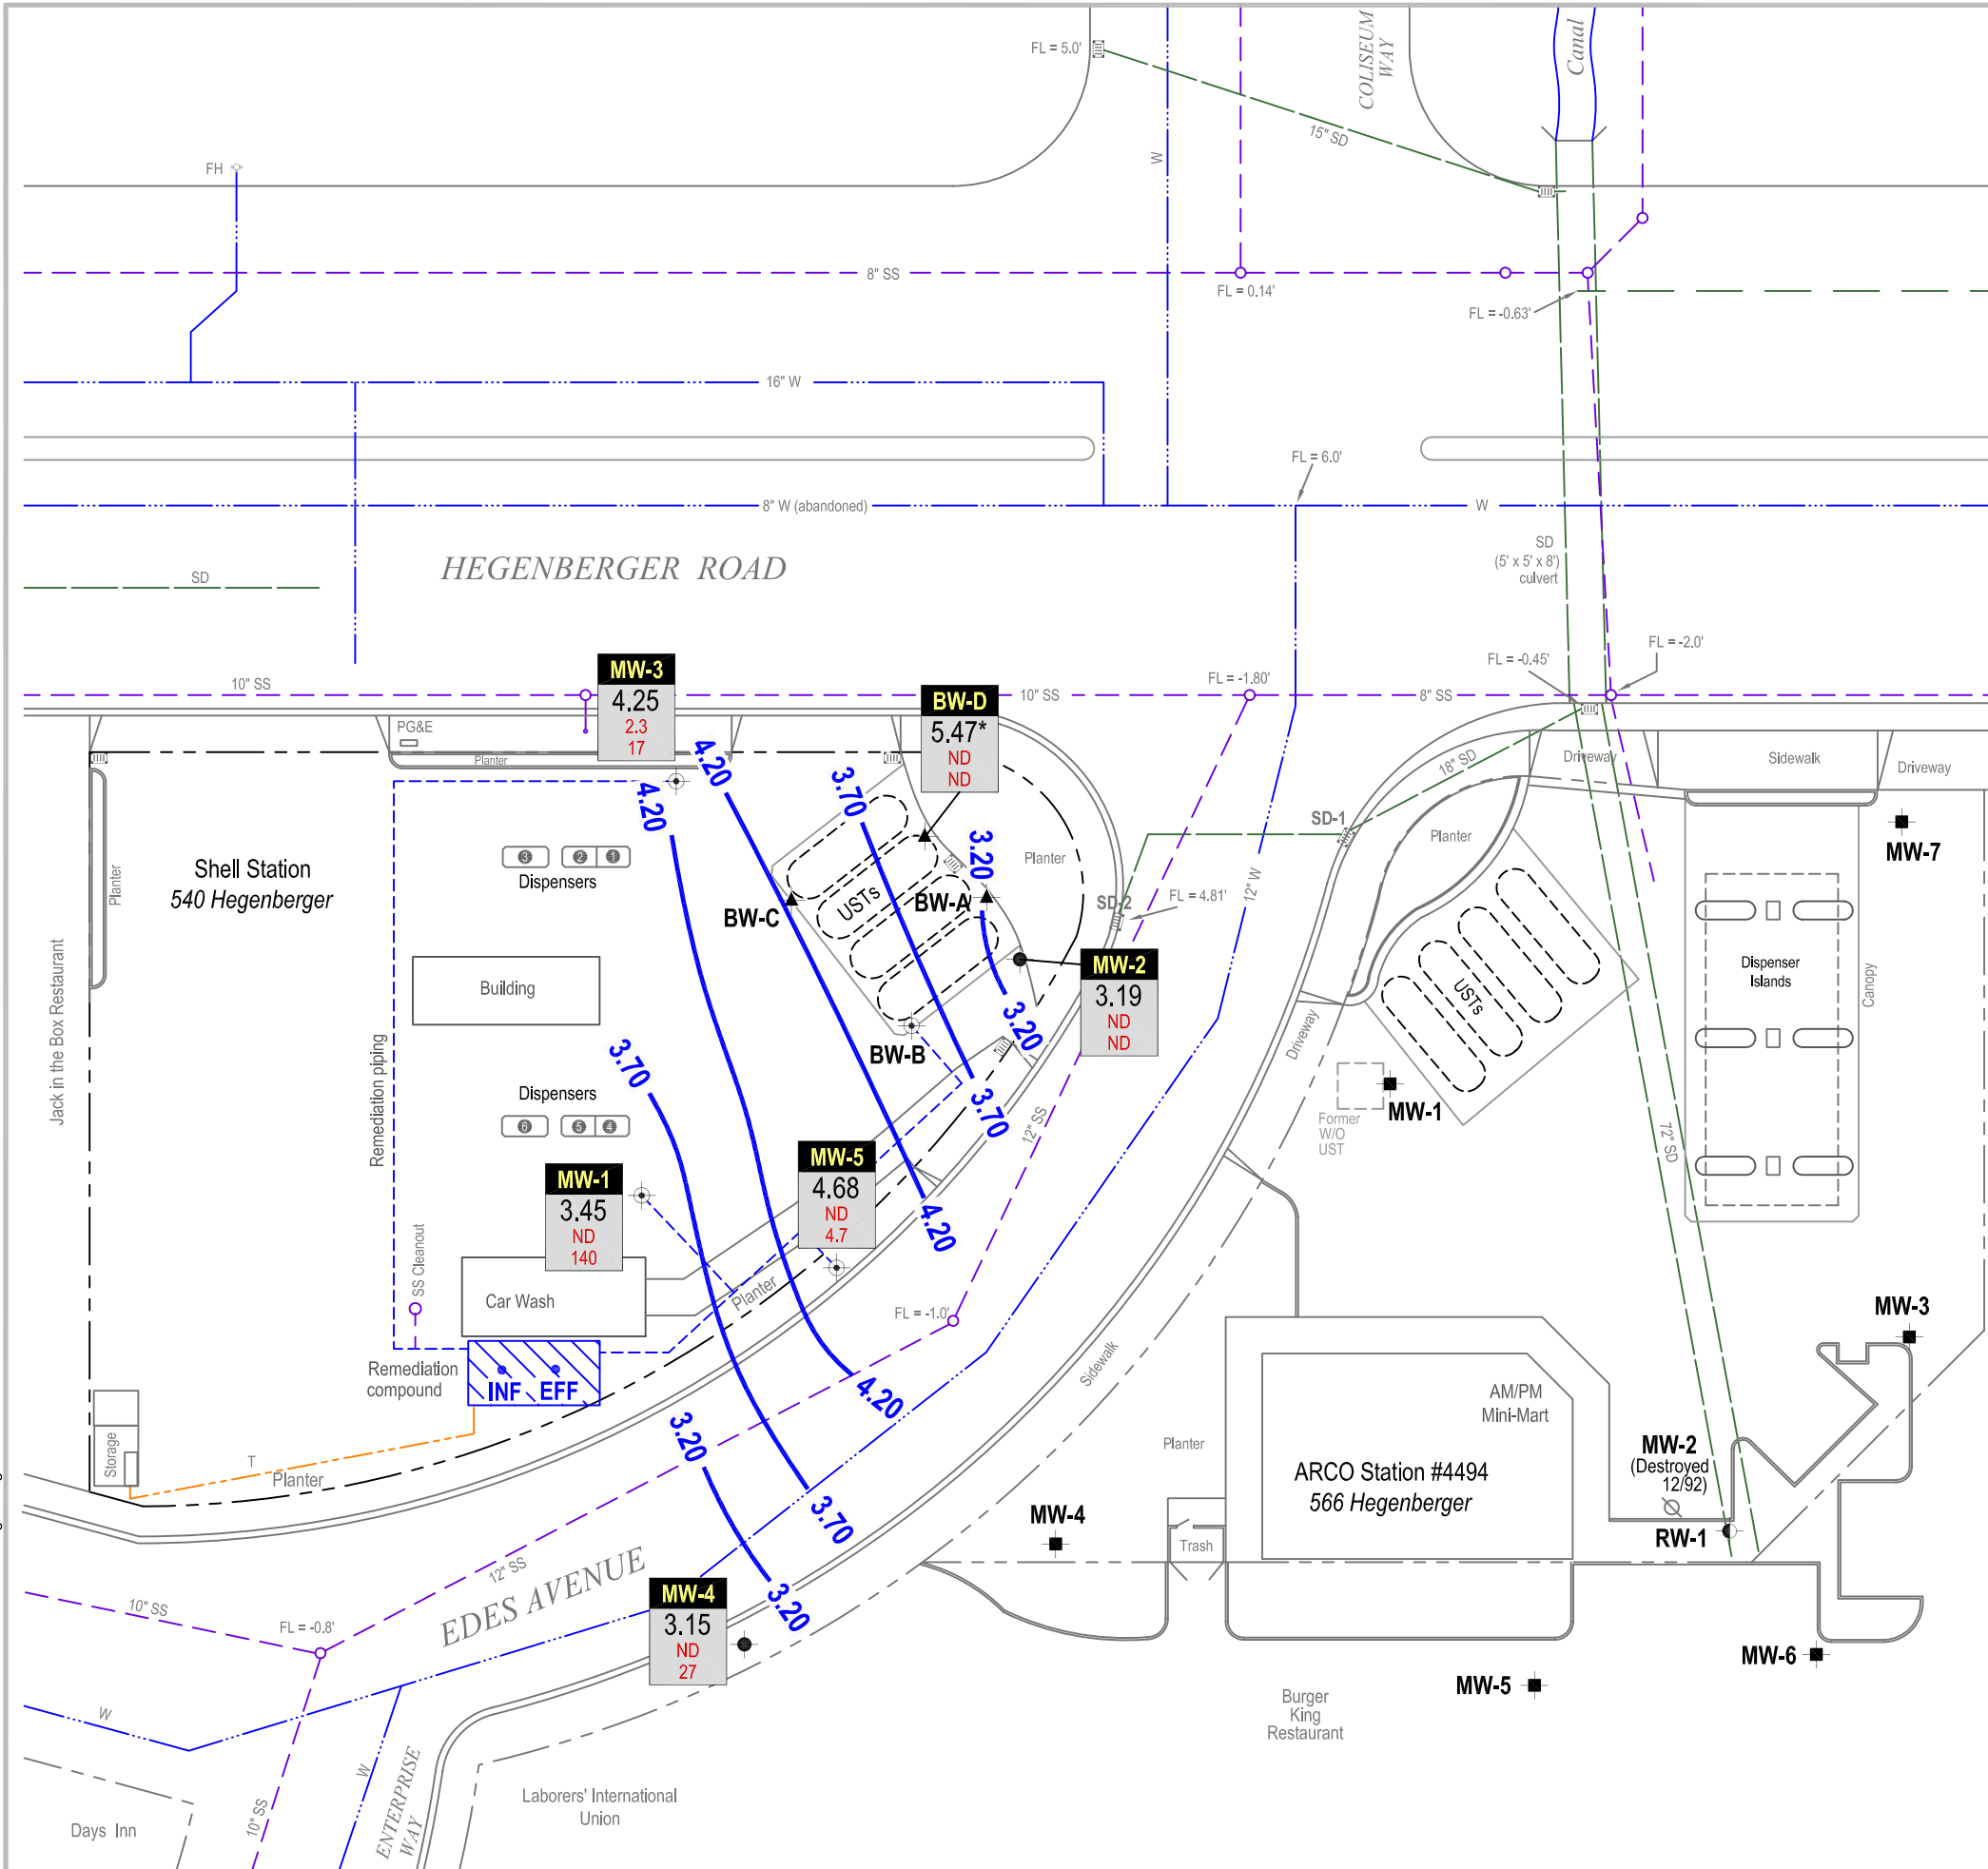 FL = 5.0'
COLISEUM
WAY
Canal
15" SD
W
FH
8" SS
FL = 0.14'
FL = -0.63'
16" W
FL = 6.0'
8" W (abandoned)
W
SD
(5' x 5' x 8')
culvert
HEGENBERGER ROAD
SD
FL = -2.0'
FL = -0.45'
FL = -1.80'
10" SS
10" SS
8" SS
MW-3
4.25
2.3
17
BW-D
5.47*
ND
ND
PG&E
Planter
Driveway
Sidewalk
Driveway
18" SD
4.20
4.20
3.70
3.20
SD-1
Planter
Planter
Planter
MW-7
Shell Station
540 Hegenberger
3
2
1
Dispensers
USTs
BW-C
BW-A
SD-2
FL = 4.81'
12" W
Jack in the Box Restaurant
Building
MW-2
3.19
ND
ND
USTs
Dispenser
Islands
Canopy
Remediation piping
3.70
BW-B
3.20
Driveway
Dispensers
6
5
4
3.70
12" SS
MW-1
Former
W/O
UST
72" SD
MW-1
3.45
ND
140
MW-5
4.68
ND
4.7
4.20
SS Cleanout
Car Wash
Planter
FL = -1.0'
MW-3
Remediation
compound
INF
EFF
4.20
Sidewalk
AM/PM
Mini-Mart
Storage
T
Planter
3.20
Planter
ARCO Station #4494
566 Hegenberger
MW-2
(Destroyed
12/92)
RW-1
3.70
MW-4
Trash
12" SS
EDES AVENUE
10" SS
FL = -0.8'
MW-4
3.15
ND
27
3.20
MW-6
MW-5
Burger
King
Restaurant
W
W
ENTERPRISE
WAY
Laborers' International
Union
Days Inn
10" SS